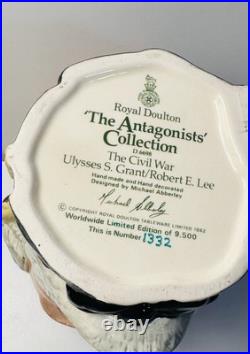 Royal Doulton
'The Antagonists'
Collection
D 6698
The Civil War
Ulysses S. Grant/Robert E. Lee
Hand made and Hand decorated
Designed by Michael Abberley
Michael Abberley
© COPYRIGHT ROYAL DOULTON TABLEWARE LIMITED 1982
Worldwide Limited Edition of 9,500
This is Number 1332